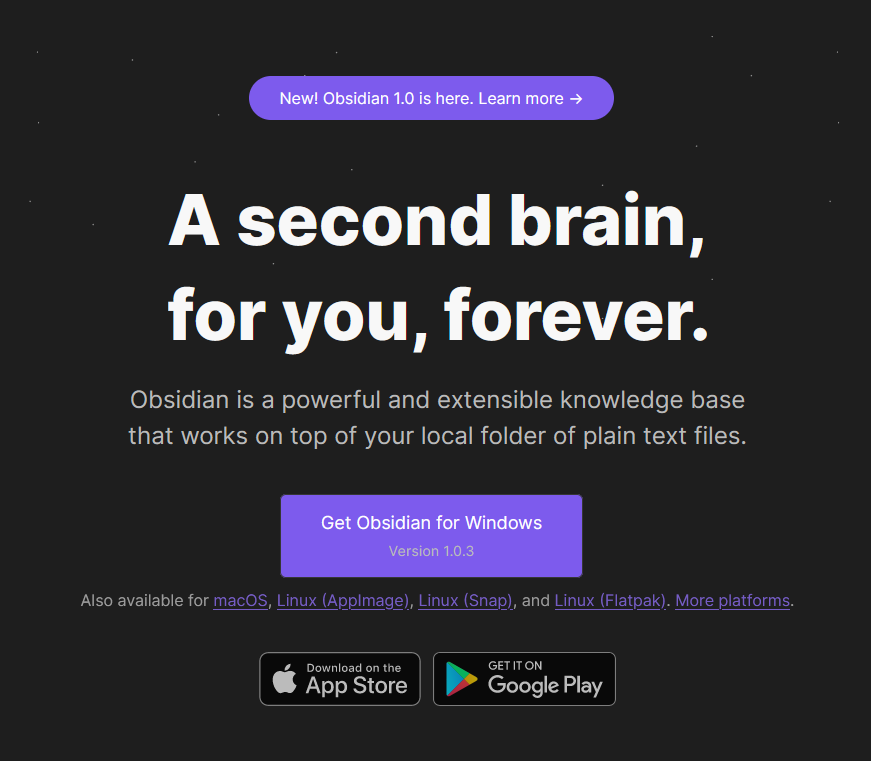 New! Obsidian 1.0 is here. Learn more →
A second brain,
for you, forever.
Obsidian is a powerful and extensible knowledge base
that works on top of your local folder of plain text files.
Get Obsidian for Windows
Version 1.0.3
Also available for macOS, Linux (AppImage), Linux (Snap), and Linux (Flatpak). More platforms.
Download on the
App Store
GET IT ON
Google Play